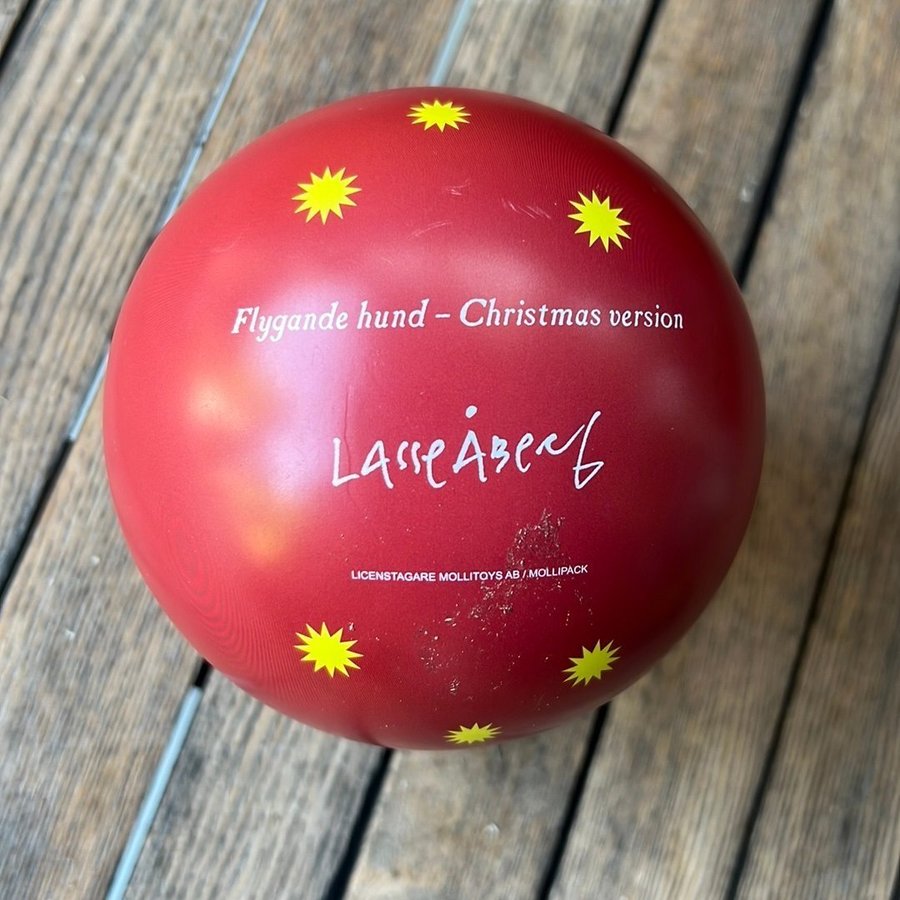 Flygande hund – Christmas version
Lasse Åberg
LICENSTAGARE MOLLITOYS AB / MOLLIPACK